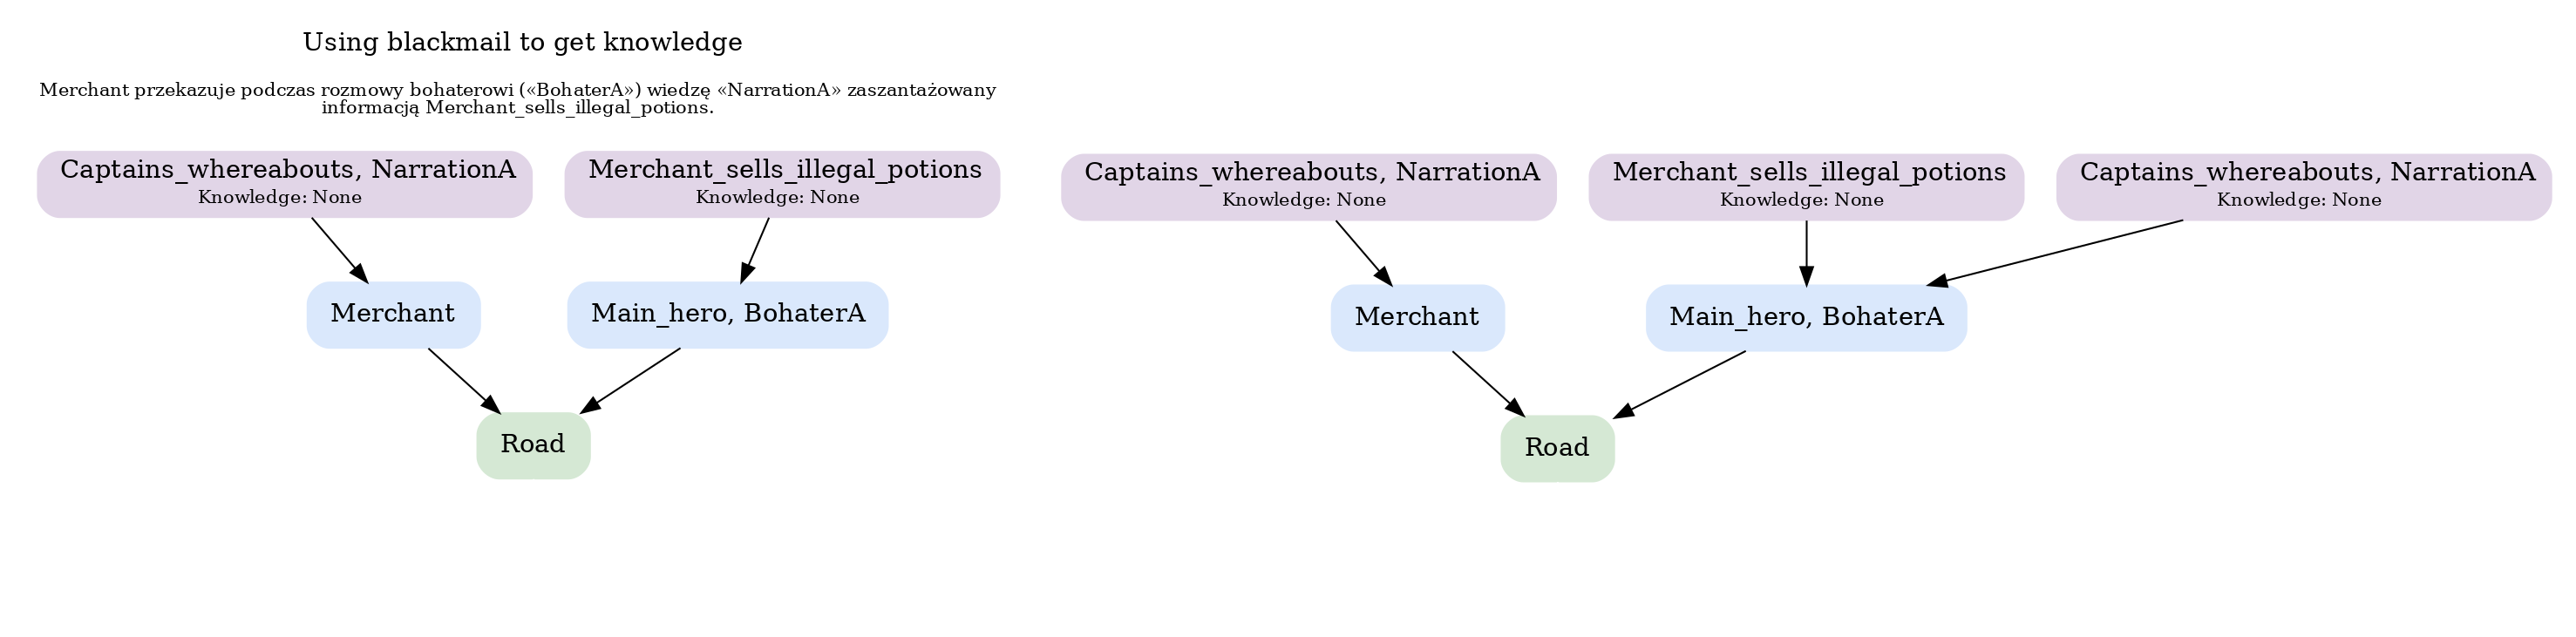 Using blackmail to get knowledge
Merchant przekazuje podczas rozmowy bohaterowi («BohaterA») wiedzę «NarrationA» zaszantażowany
informacją Merchant_sells_illegal_potions.
Captains_whereabouts, NarrationA
Knowledge: None
Merchant_sells_illegal_potions
Knowledge: None
Merchant
Main_hero, BohaterA
Road
Captains_whereabouts, NarrationA
Knowledge: None
Merchant_sells_illegal_potions
Knowledge: None
Captains_whereabouts, NarrationA
Knowledge: None
Merchant
Main_hero, BohaterA
Road